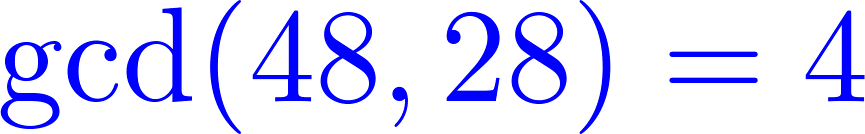 gcd(48, 28) = 4